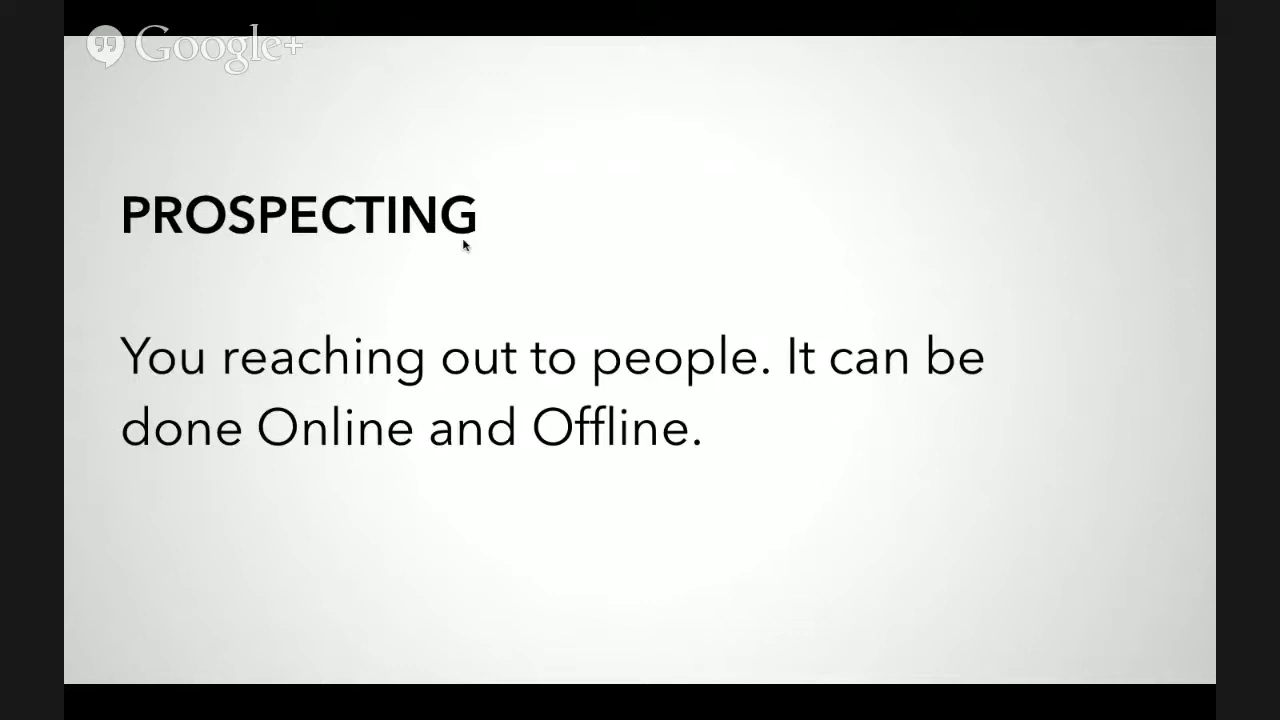 Google+
PROSPECTING
You reaching out to people. It can be
done Online and Offline.